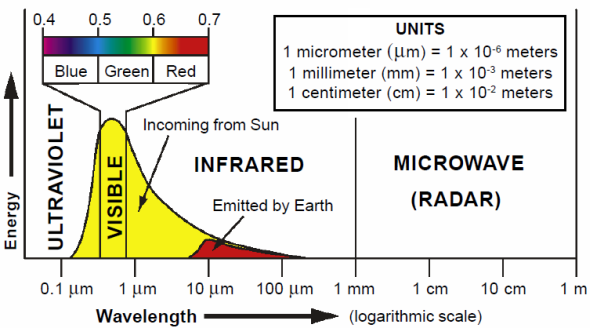 0.4 0.5 0.6 0.7
Blue Green Red
UNITS
1 micrometer (μm) = 1 x 10⁻⁶ meters
1 millimeter (mm) = 1 x 10⁻³ meters
1 centimeter (cm) = 1 x 10⁻² meters
Energy
ULTRAVIOLET
VISIBLE
Incoming from Sun
INFRARED
Emitted by Earth
MICROWAVE
(RADAR)
0.1 μm 1 μm 10 μm 100 μm 1 mm 1 cm 10 cm 1 m
Wavelength (logarithmic scale)